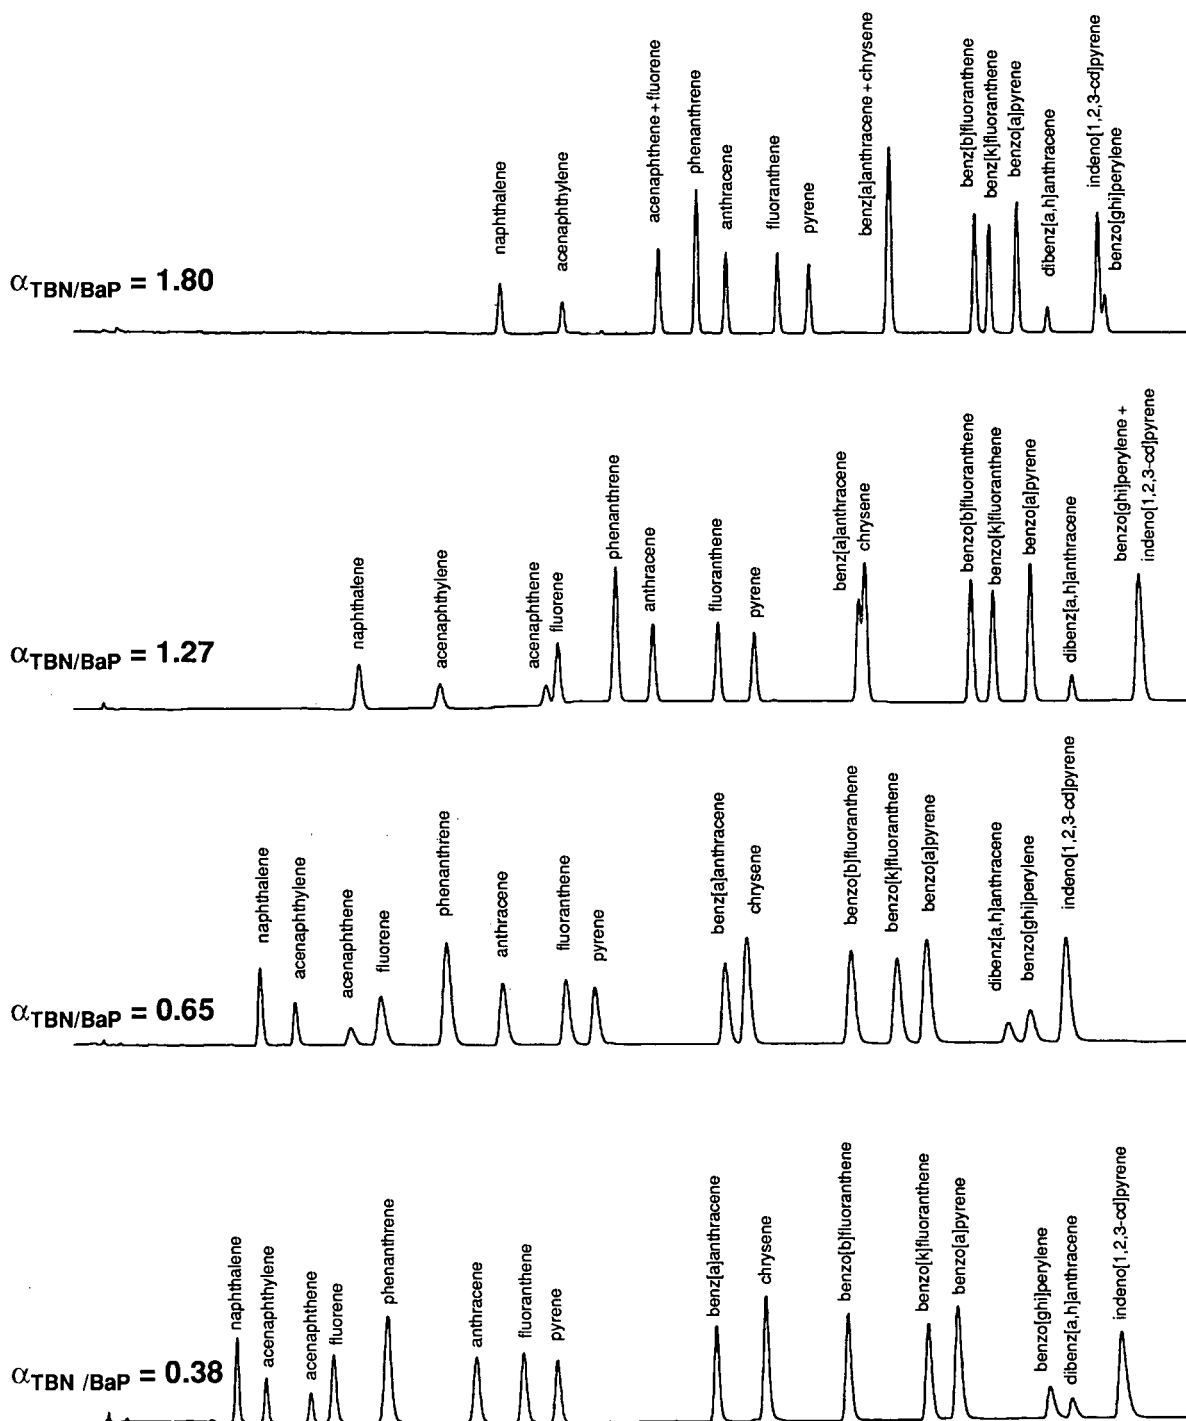 naphthalene
acenaphthylene
acenaphthene + fluorene
phenanthrene
anthracene
fluoranthene
pyrene
benz[a]anthracene + chrysene
benz[b]fluoranthene
benz[k]fluoranthene
benzo[a]pyrene
dibenz[a,h]anthracene
indeno[1,2,3-cd]pyrene
benzo[ghi]perylene
αTBN/BaP = 1.80
naphthalene
acenaphthylene
acenaphthene
fluorene
phenanthrene
anthracene
fluoranthene
pyrene
benz[a]anthracene
chrysene
benzo[b]fluoranthene
benzo[k]fluoranthene
benzo[a]pyrene
dibenz[a,h]anthracene
benzo[ghi]perylene +
indeno[1,2,3-cd]pyrene
αTBN/BaP = 1.27
naphthalene
acenaphthylene
acenaphthene
fluorene
phenanthrene
anthracene
fluoranthene
pyrene
benz[a]anthracene
chrysene
benzo[b]fluoranthene
benzo[k]fluoranthene
benzo[a]pyrene
dibenz[a,h]anthracene
benzo[ghi]perylene
indeno[1,2,3-cd]pyrene
αTBN/BaP = 0.65
naphthalene
acenaphthylene
acenaphthene
fluorene
phenanthrene
anthracene
fluoranthene
pyrene
benz[a]anthracene
chrysene
benzo[b]fluoranthene
benzo[k]fluoranthene
benzo[a]pyrene
benzo[ghi]perylene
dibenz[a,h]anthracene
indeno[1,2,3-cd]pyrene
αTBN /BaP = 0.38